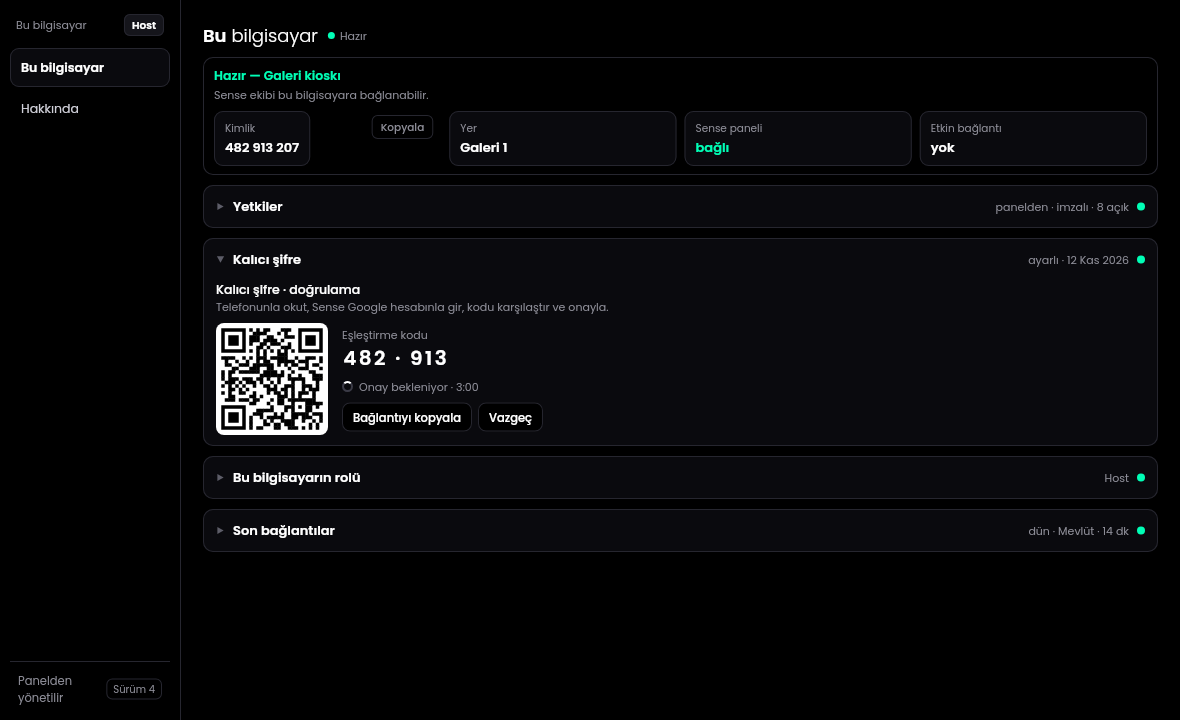 Bu bilgisayar
Host
Bu bilgisayar
Hakkında
Panelden
yönetilir
Sürüm 4
Bu bilgisayar
Hazır
Hazır — Galeri kioskı
Sense ekibi bu bilgisayara bağlanabilir.
Kimlik
482 913 207
Kopyala
Yer
Galeri 1
Sense paneli
bağlı
Etkin bağlantı
yok
Yetkiler
panelden · imzalı · 8 açık
Kalıcı şifre
ayarlı · 12 Kas 2026
Kalıcı şifre · doğrulama
Telefonunla okut, Sense Google hesabınla gir, kodu karşılaştır ve onayla.
Eşleştirme kodu
482 · 913
Onay bekleniyor · 3:00
Bağlantıyı kopyala
Vazgeç
Bu bilgisayarın rolü
Host
Son bağlantılar
dün · Mevlüt · 14 dk